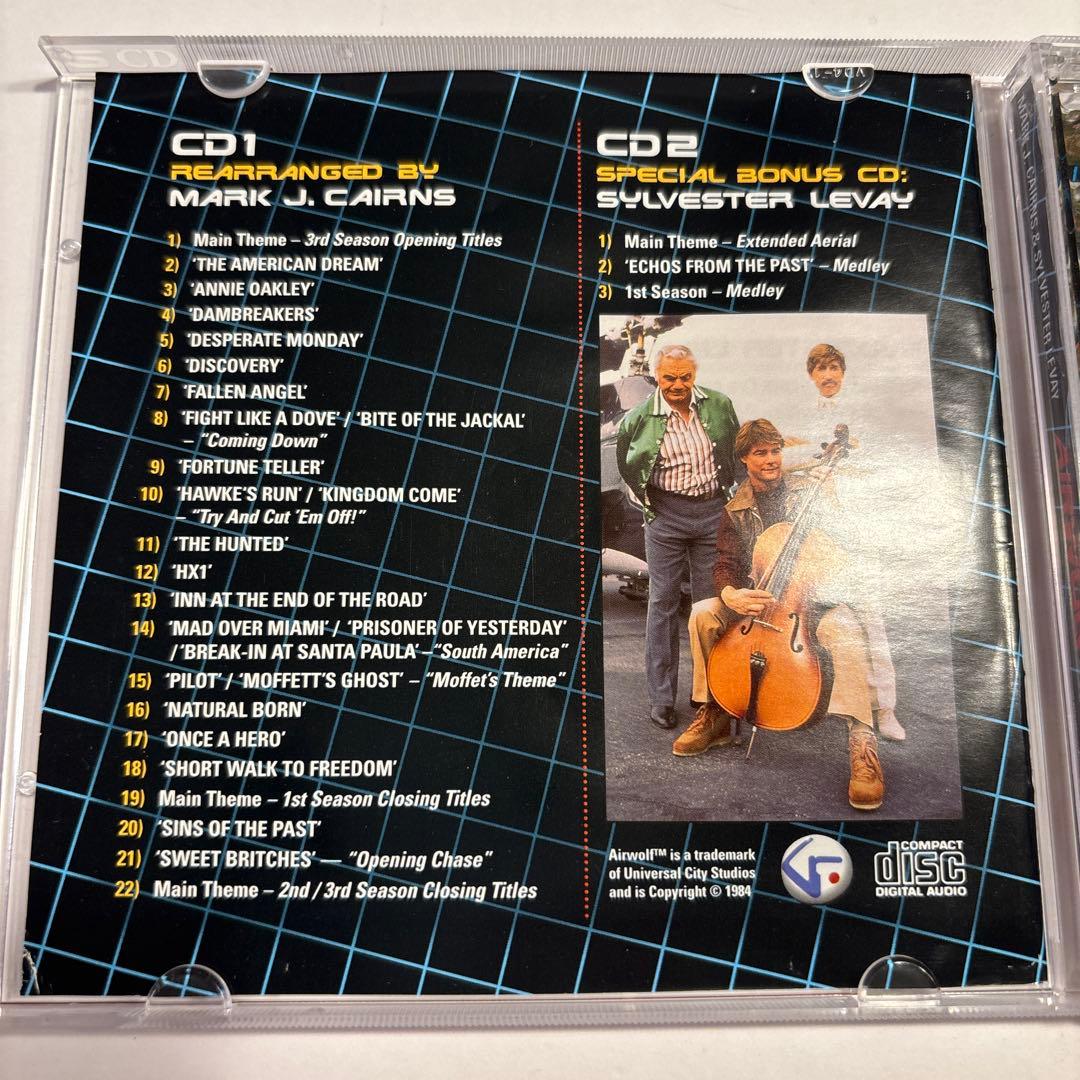 2 CD
VD4-1
CD1
REARRANGED BY
MARK J. CAIRNS
1) Main Theme – 3rd Season Opening Titles
2) 'THE AMERICAN DREAM'
3) 'ANNIE OAKLEY'
4) 'DAMBREAKERS'
5) 'DESPERATE MONDAY'
6) 'DISCOVERY'
7) 'FALLEN ANGEL'
8) 'FIGHT LIKE A DOVE' / 'BITE OF THE JACKAL'
– "Coming Down"
9) 'FORTUNE TELLER'
10) 'HAWKE'S RUN' / 'KINGDOM COME'
– "Try And Cut 'Em Off!"
11) 'THE HUNTED'
12) 'HX1'
13) 'INN AT THE END OF THE ROAD'
14) 'MAD OVER MIAMI' / 'PRISONER OF YESTERDAY'
/ 'BREAK-IN AT SANTA PAULA' – "South America"
15) 'PILOT' / 'MOFFETT'S GHOST' – "Moffet's Theme"
16) 'NATURAL BORN'
17) 'ONCE A HERO'
18) 'SHORT WALK TO FREEDOM'
19) Main Theme – 1st Season Closing Titles
20) 'SINS OF THE PAST'
21) 'SWEET BRITCHES' — "Opening Chase"
22) Main Theme – 2nd / 3rd Season Closing Titles
CD2
SPECIAL BONUS CD:
SYLVESTER LEVAY
1) Main Theme – Extended Aerial
2) 'ECHOS FROM THE PAST' – Medley
3) 1st Season – Medley
Airwolf™ is a trademark
of Universal City Studios
and is Copyright © 1984
COMPACT
disc
DIGITAL AUDIO
MARK J. CAIRNS & SYLVESTER LEVAY